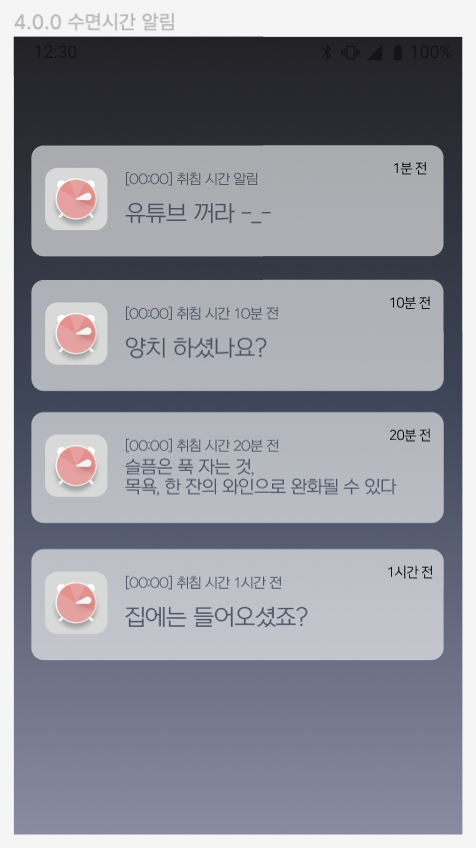 4.0.0 수면시간 알림
12:30
100%
1분 전
[00:00] 취침 시간 알림
유튜브 꺼라 -_-
10분 전
[00:00] 취침 시간 10분 전
양치 하셨나요?
20분 전
[00:00] 취침 시간 20분 전
슬픔은 푹 자는 것,
목욕, 한 잔의 와인으로 완화될 수 있다
1시간 전
[00:00] 취침 시간 1시간 전
집에는 들어오셨죠?